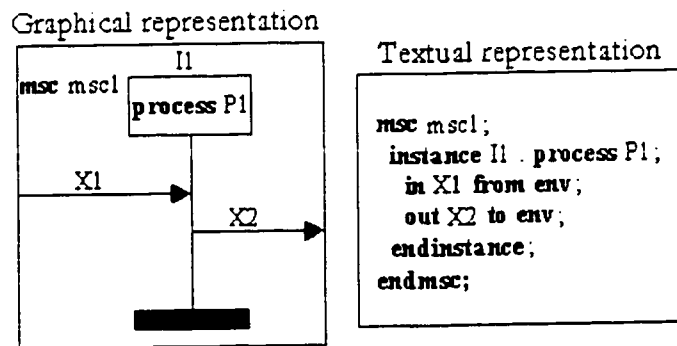 Graphical representation
I1
msc msc1
process P1
X1
X2
Textual representation
msc msc1;
instance I1 . process P1;
in X1 from env;
out X2 to env;
endinstance;
endmsc;